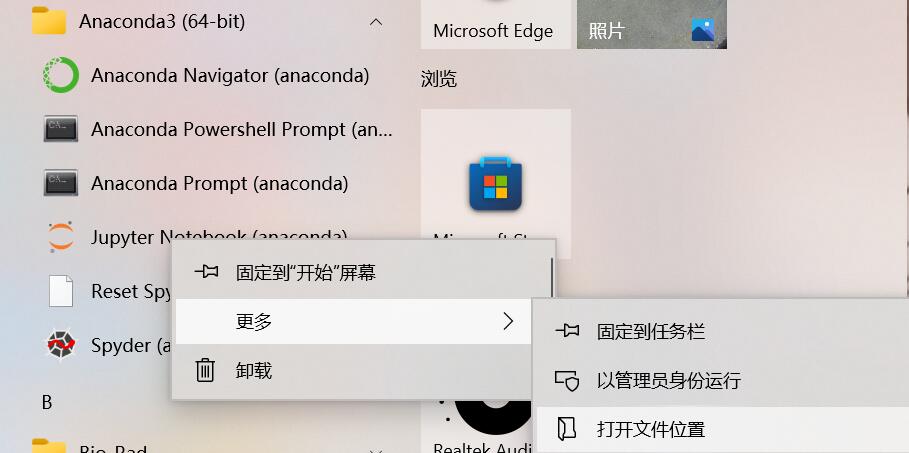 Anaconda3 (64-bit)
Anaconda Navigator (anaconda)
Anaconda Powershell Prompt (an...
Anaconda Prompt (anaconda)
Jupyter Notebook (anaconda)
Reset Spy
Spyder (a
B
Bio-Rad
Microsoft Edge
照片
浏览
Microsoft St
固定到“开始”屏幕
更多
卸载
Realtek Audi
固定到任务栏
以管理员身份运行
打开文件位置